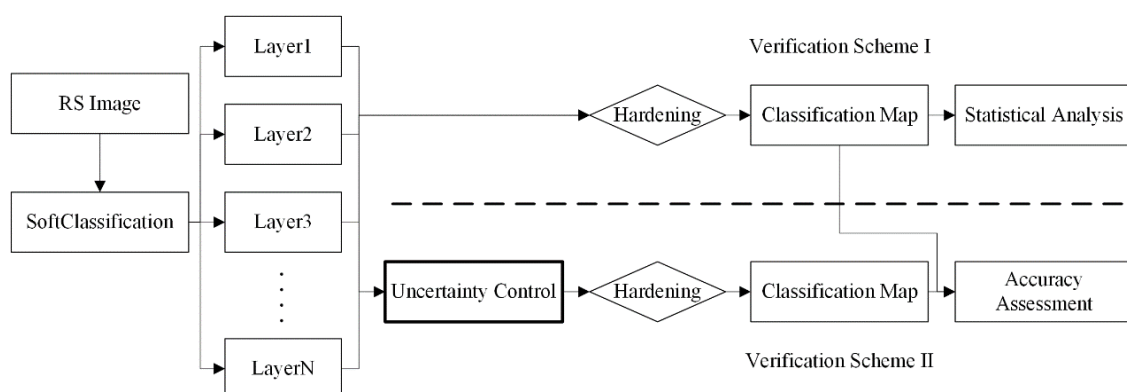 RS Image
SoftClassification
Layer1
Layer2
Layer3
LayerN
Verification Scheme I
Hardening
Classification Map
Statistical Analysis
Uncertainty Control
Hardening
Classification Map
Accuracy
Assessment
Verification Scheme II